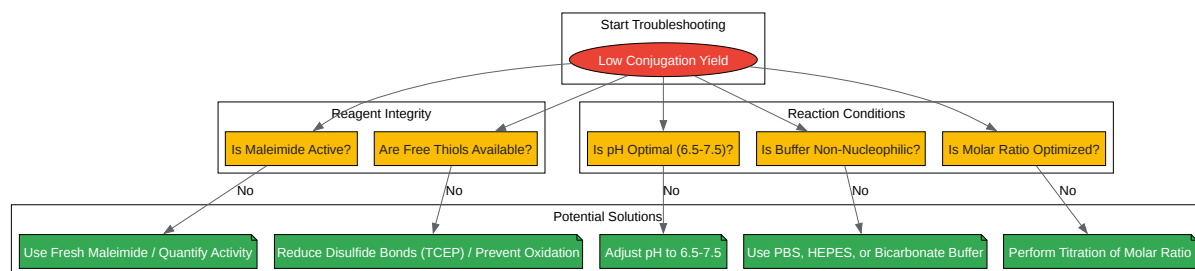 Start Troubleshooting
Low Conjugation Yield
Reagent Integrity
Reaction Conditions
Is Maleimide Active?
Are Free Thiols Available?
Is pH Optimal (6.5-7.5)?
Is Buffer Non-Nucleophilic?
Is Molar Ratio Optimized?
No
No
No
No
No
Potential Solutions
Use Fresh Maleimide / Quantify Activity
Reduce Disulfide Bonds (TCEP) / Prevent Oxidation
Adjust pH to 6.5-7.5
Use PBS, HEPES, or Bicarbonate Buffer
Perform Titration of Molar Ratio